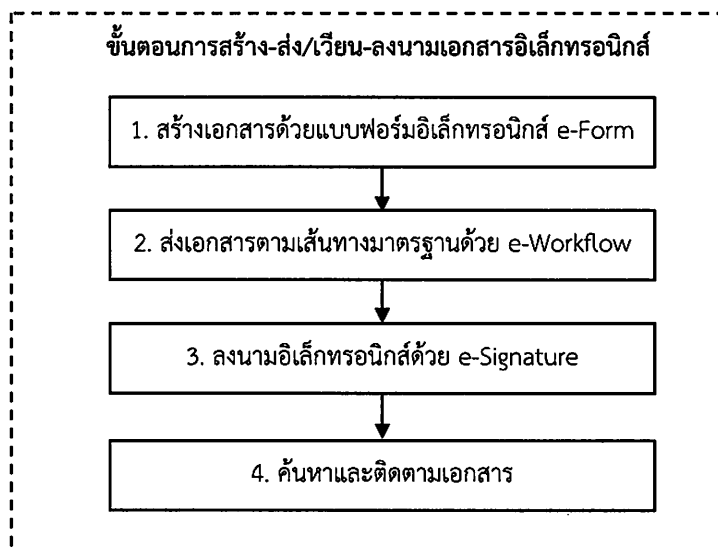 ขั้นตอนการสร้าง-ส่ง/เวียน-ลงนามเอกสารอิเล็กทรอนิกส์
1. สร้างเอกสารด้วยแบบฟอร์มอิเล็กทรอนิกส์ e-Form
2. ส่งเอกสารตามเส้นทางมาตรฐานด้วย e-Workflow
3. ลงนามอิเล็กทรอนิกส์ด้วย e-Signature
4. ค้นหาและติดตามเอกสาร